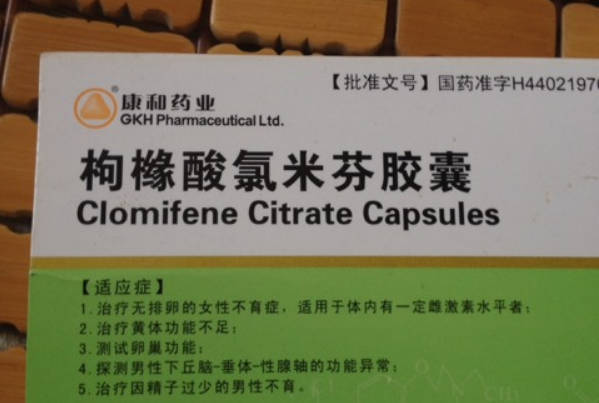 【批准文号】国药准字H4402197
康和药业
GKH Pharmaceutical Ltd.
枸橼酸氯米芬胶囊
Clomifene Citrate Capsules
【适应症】
1.治疗无排卵的女性不育症，适用于体内有一定雌激素水平者；
2.治疗黄体功能不足；
3.测试卵巢功能；
4.探测男性下丘脑-垂体-性腺轴的功能异常；
5.治疗因精子过少的男性不育。